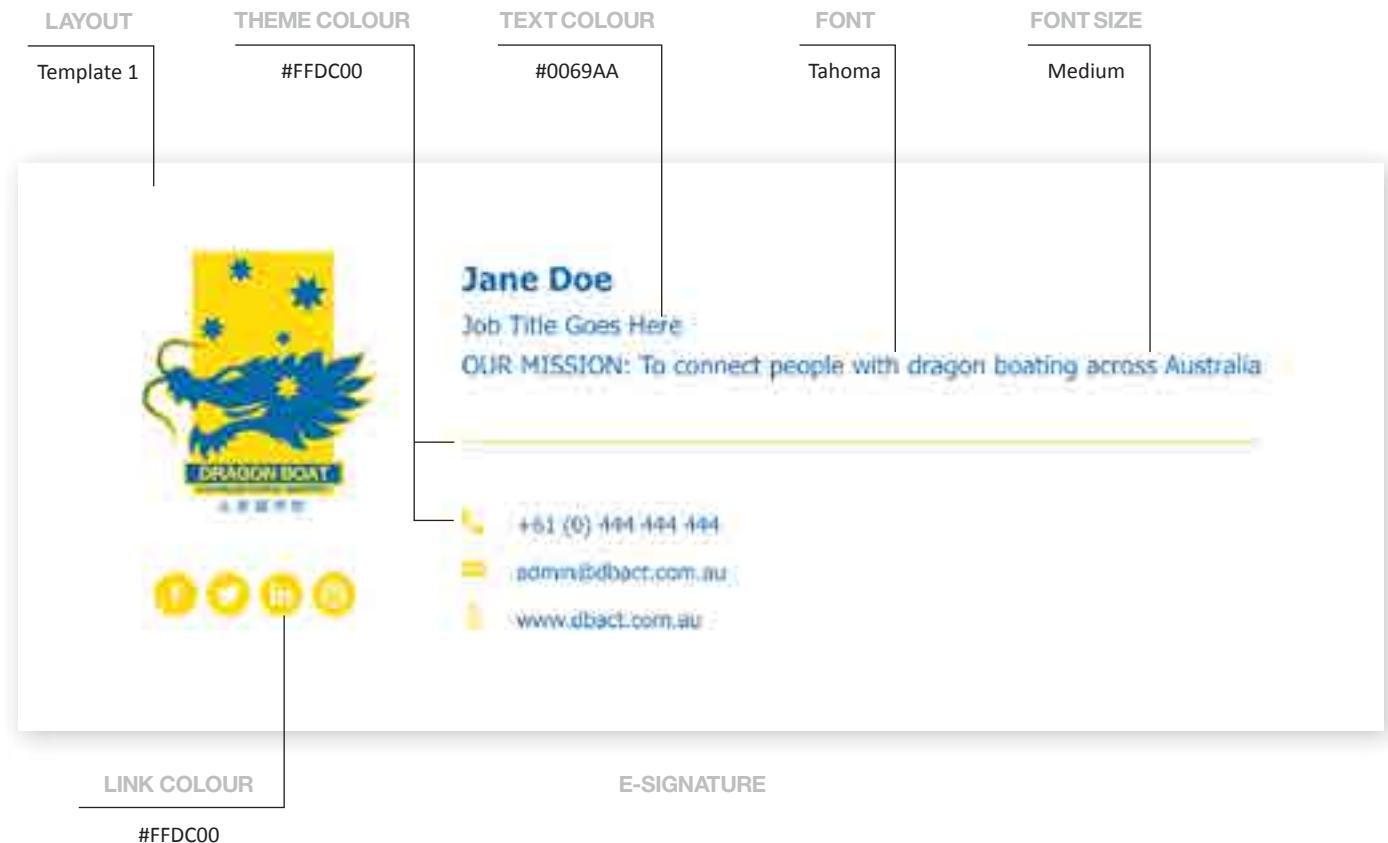 LAYOUT
THEME COLOUR
TEXT COLOUR
FONT
FONT SIZE
Template 1
#FFDC00
#0069AA
Tahoma
Medium
Jane Doe
Job Title Goes Here
OUR MISSION: To connect people with dragon boating across Australia
DRAGON BOAT
+61 (0) 444 444 444
admin@dbact.com.au
www.dbact.com.au
LINK COLOUR
E-SIGNATURE
#FFDC00